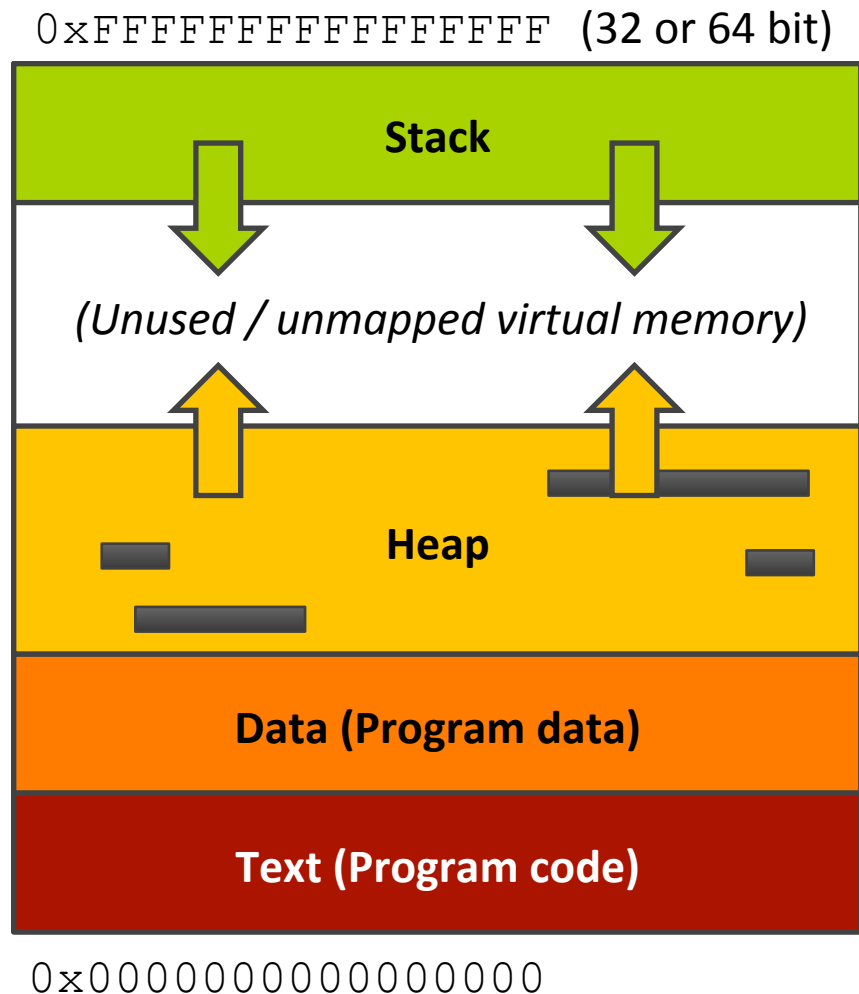 0xFFFFFFFFFFFFFFFF (32 or 64 bit)
Stack
(Unused / unmapped virtual memory)
Heap
Data (Program data)
Text (Program code)
0x0000000000000000